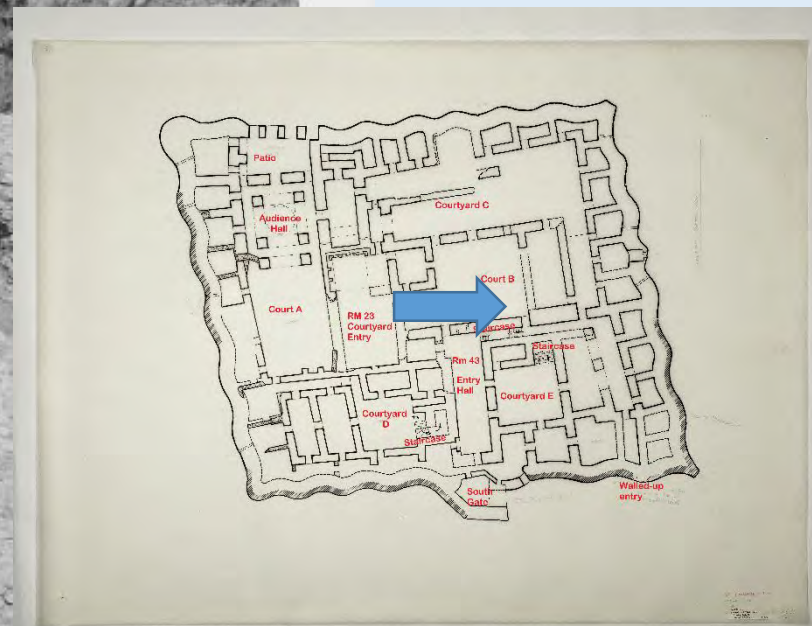 Patio
Audience
Hall
Courtyard C
Court B
Court A
RM 23
Courtyard
Entry
staircase
Staircase
Rm 43
Entry
Hall
Courtyard E
Courtyard
D
Staircase
South
Gate
Walled-up
entry